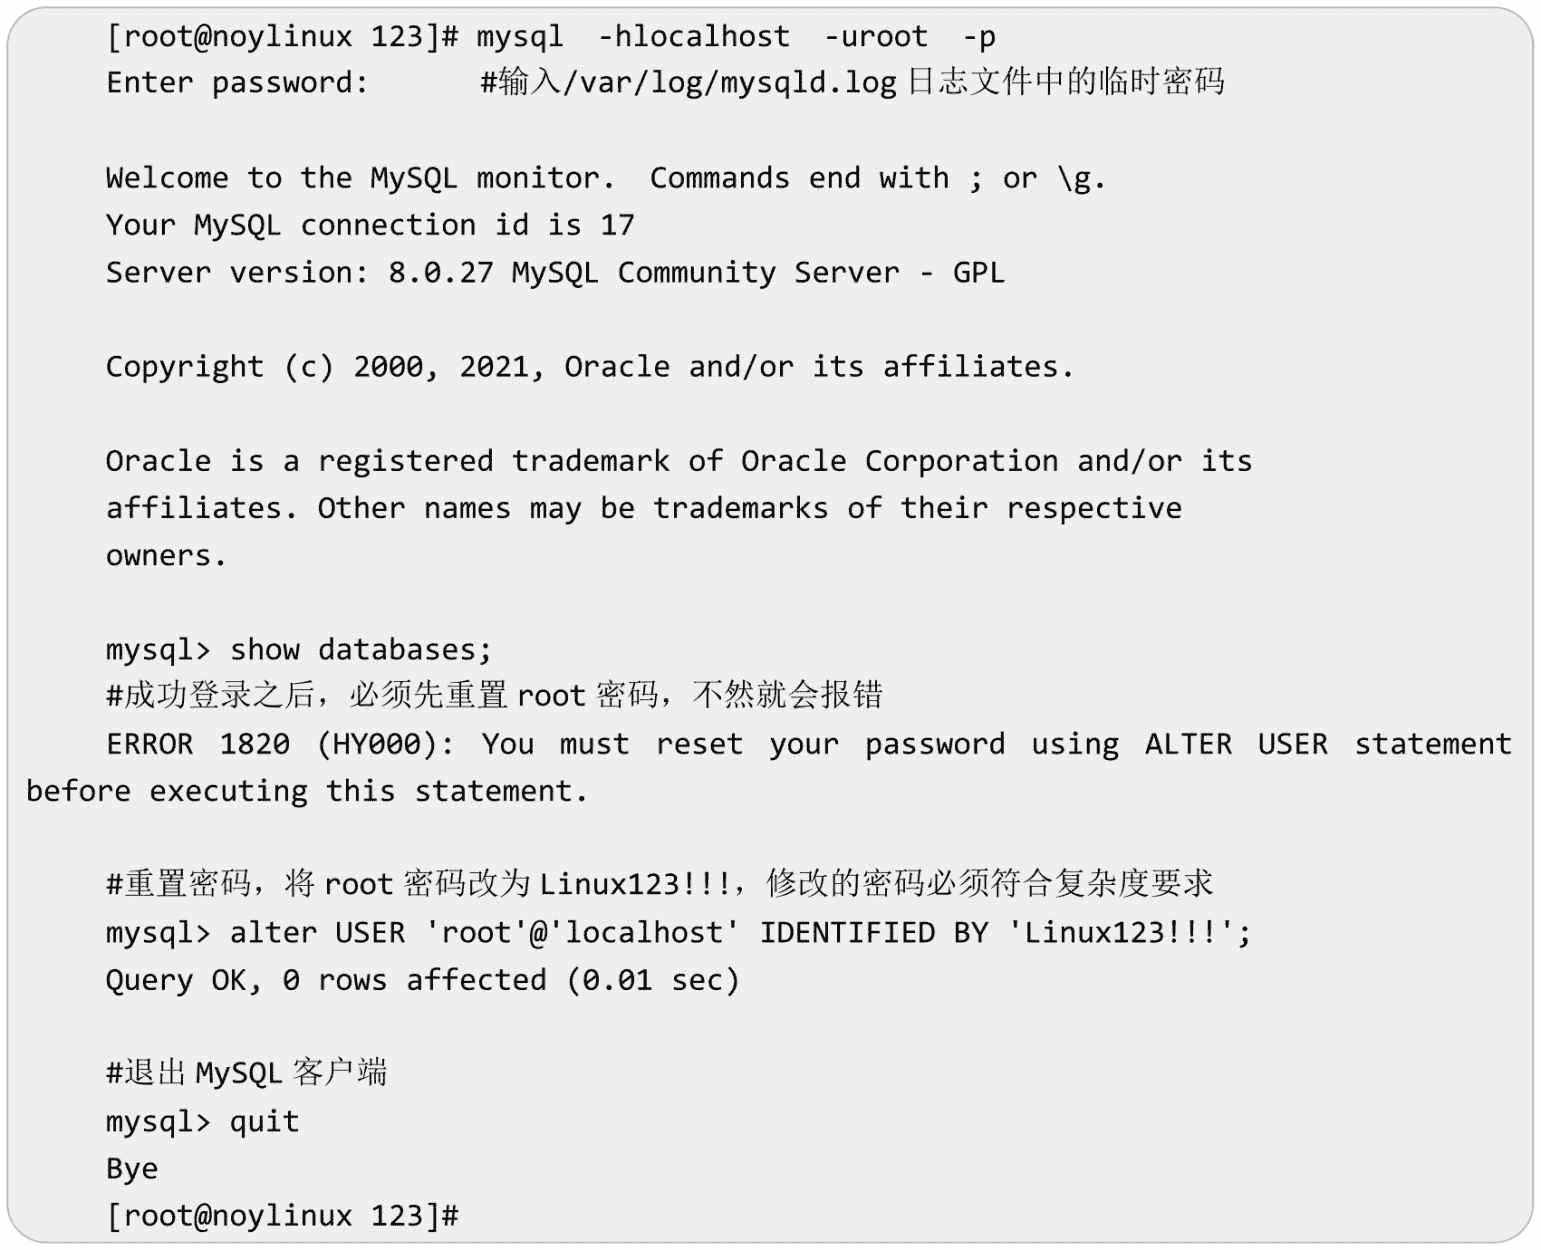 [root@noylinux 123]# mysql  -hlocalhost  -uroot  -p
Enter password:      #输入/var/log/mysqld.log 日志文件中的临时密码
Welcome to the MySQL monitor.  Commands end with ; or \g.
Your MySQL connection id is 17
Server version: 8.0.27 MySQL Community Server - GPL
Copyright (c) 2000, 2021, Oracle and/or its affiliates.
Oracle is a registered trademark of Oracle Corporation and/or its
affiliates. Other names may be trademarks of their respective
owners.
mysql> show databases;
#成功登录之后，必须先重置 root 密码，不然就会报错
ERROR 1820 (HY000): You must reset your password using ALTER USER statement
before executing this statement.
#重置密码，将 root 密码改为 Linux123!!!，修改的密码必须符合复杂度要求
mysql> alter USER 'root'@'localhost' IDENTIFIED BY 'Linux123!!!';
Query OK, 0 rows affected (0.01 sec)
#退出 MySQL 客户端
mysql> quit
Bye
[root@noylinux 123]#